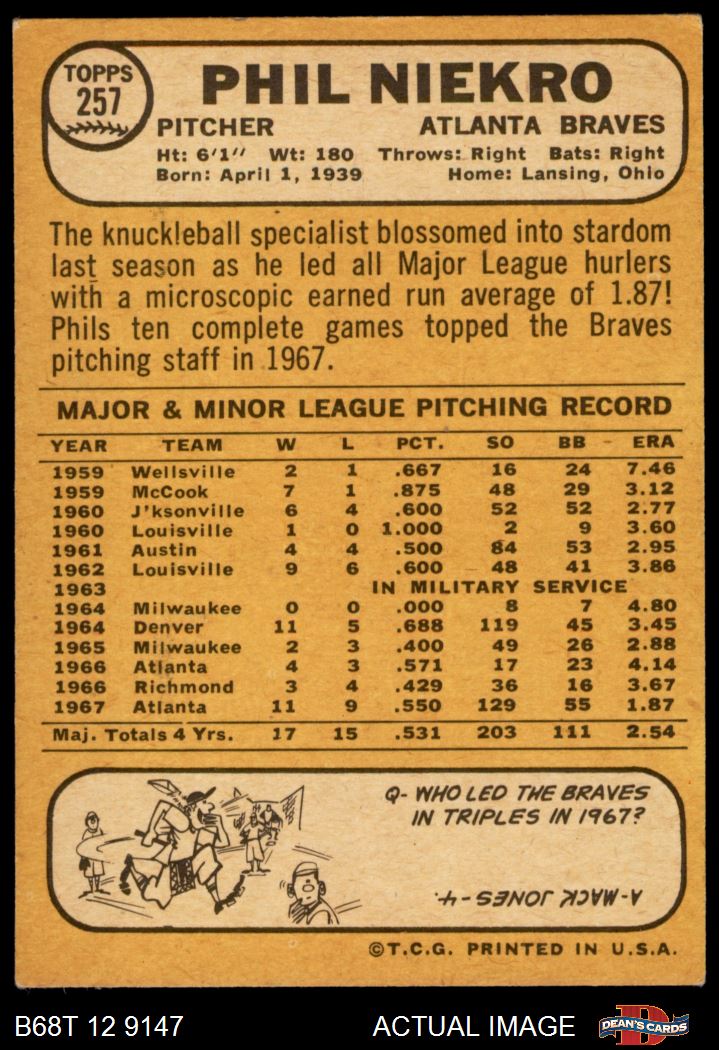 TOPPS
257
PHIL NIEKRO
PITCHER ATLANTA BRAVES
Ht: 6'1" Wt: 180 Throws: Right Bats: Right
Born: April 1, 1939 Home: Lansing, Ohio
The knuckleball specialist blossomed into stardom
last season as he led all Major League hurlers
with a microscopic earned run average of 1.87!
Phils ten complete games topped the Braves
pitching staff in 1967.
MAJOR & MINOR LEAGUE PITCHING RECORD
YEAR TEAM W L PCT. SO BB ERA
1959 Wellsville 2 1 .667 16 24 7.46
1959 McCook 7 1 .875 48 29 3.12
1960 J'ksonville 6 4 .600 52 52 2.77
1960 Louisville 1 0 1.000 2 9 3.60
1961 Austin 4 4 .500 84 53 2.95
1962 Louisville 9 6 .600 48 41 3.86
1963 IN MILITARY SERVICE
1964 Milwaukee 0 0 .000 8 7 4.80
1964 Denver 11 5 .688 119 45 3.45
1965 Milwaukee 2 3 .400 49 26 2.88
1966 Atlanta 4 3 .571 17 23 4.14
1966 Richmond 3 4 .429 36 16 3.67
1967 Atlanta 11 9 .550 129 55 1.87
Maj. Totals 4 Yrs. 17 15 .531 203 111 2.54
Q- WHO LED THE BRAVES
IN TRIPLES IN 1967?
A- MACK JONES - 4.
©T.C.G. PRINTED IN U.S.A.
B68T 12 9147 ACTUAL IMAGE DEAN'S CARDS